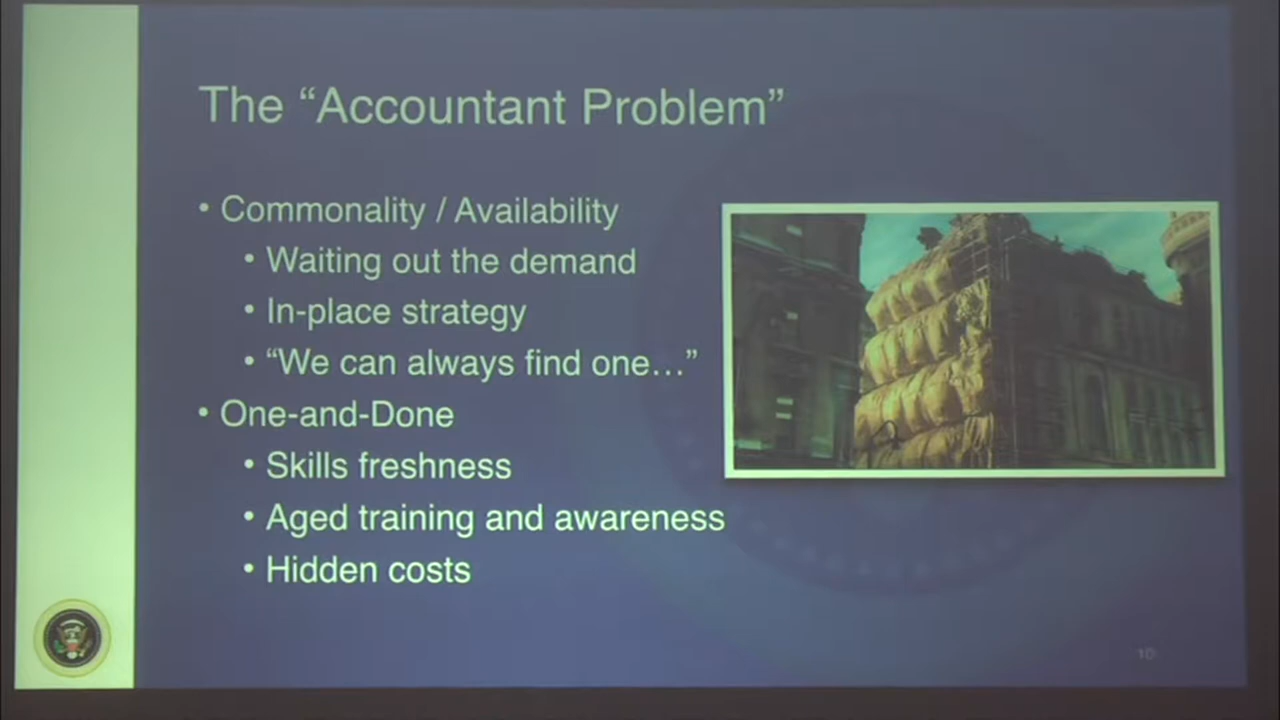 The “Accountant Problem”
• Commonality / Availability
• Waiting out the demand
• In-place strategy
• “We can always find one…”
• One-and-Done
• Skills freshness
• Aged training and awareness
• Hidden costs
10